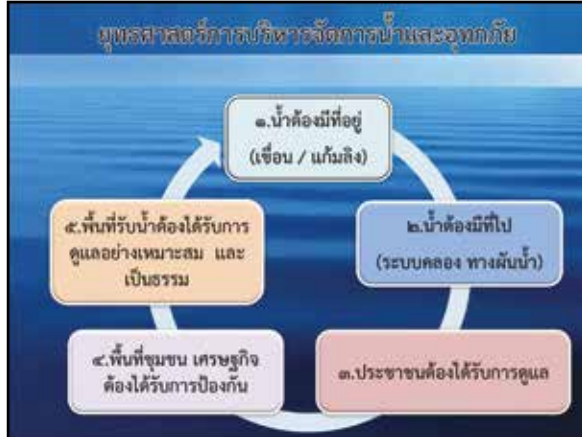 ยุทธศาสตร์การบริหารจัดการน้ำและอุทกภัย
๑.น้ำต้องมีที่อยู่
(เขื่อน / แก้มลิง)
๒.น้ำต้องมีที่ไป
(ระบบคลอง ทางผันน้ำ)
๓.ประชาชนต้องได้รับการดูแล
๔.พื้นที่ชุมชน เศรษฐกิจ
ต้องได้รับการป้องกัน
๕.พื้นที่รับน้ำต้องได้รับการ
ดูแลอย่างเหมาะสม และ
เป็นธรรม